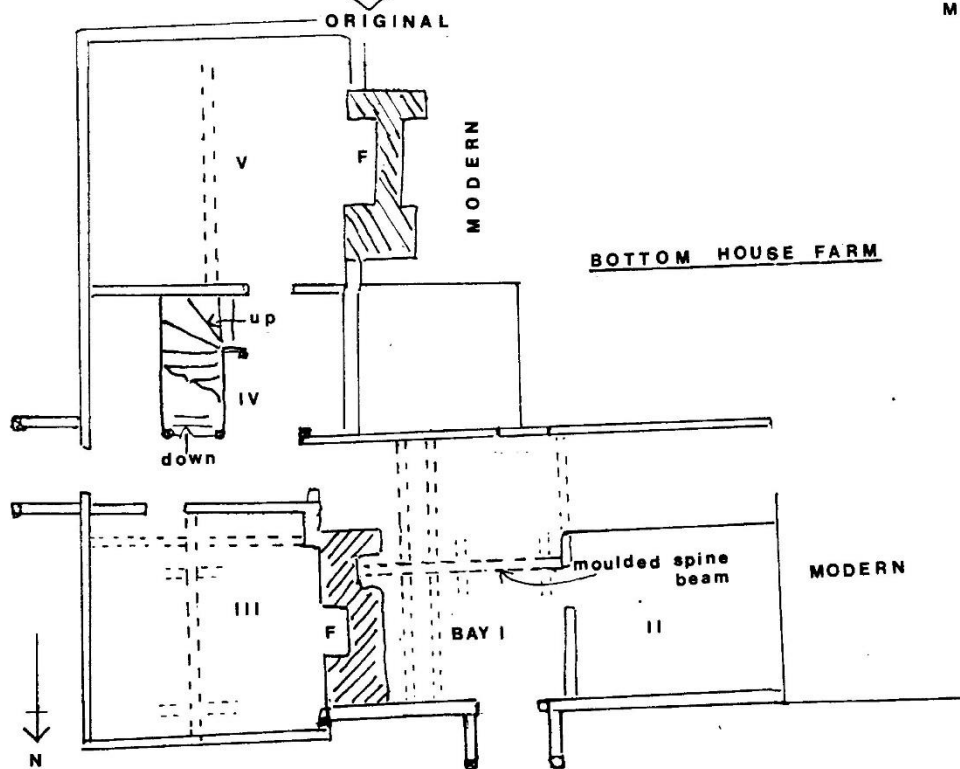 M
ORIGINAL
V
F
MODERN
BOTTOM HOUSE FARM
up
IV
down
moulded spine
beam
MODERN
III
F
BAY I
II
N